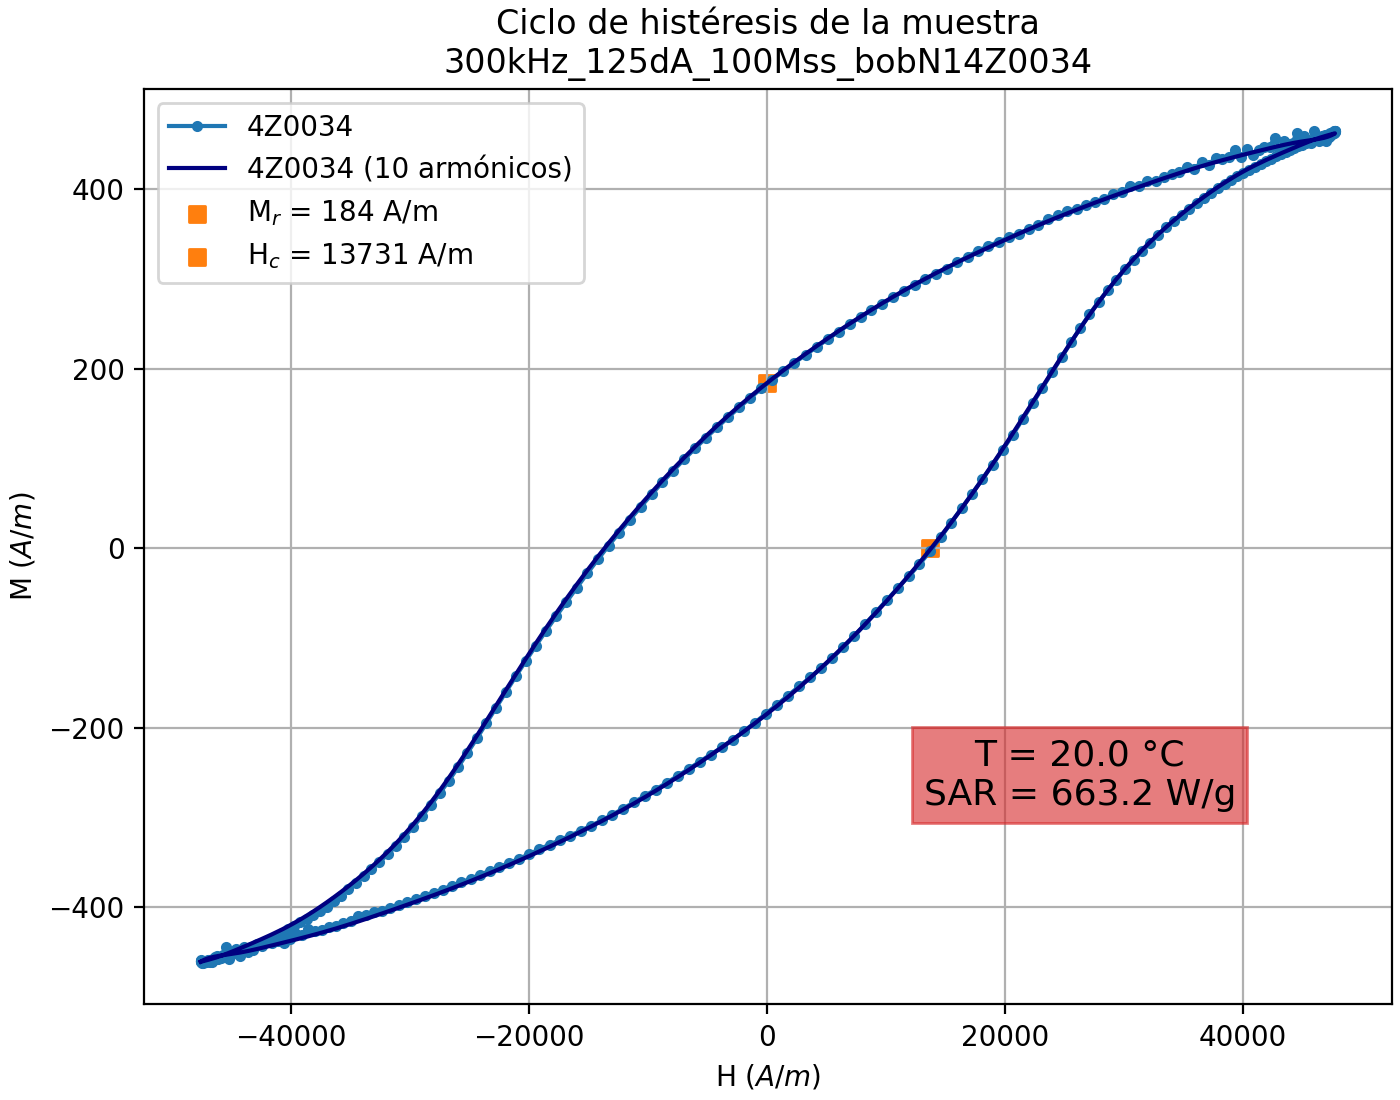 Ciclo de histéresis de la muestra
300kHz_125dA_100Mss_bobN14Z0034
4Z0034
4Z0034 (10 armónicos)
Mr = 184 A/m
Hc = 13731 A/m
400
200
0
−200
−400
M (A/m)
T = 20.0 °C
SAR = 663.2 W/g
−40000 −20000 0 20000 40000
H (A/m)